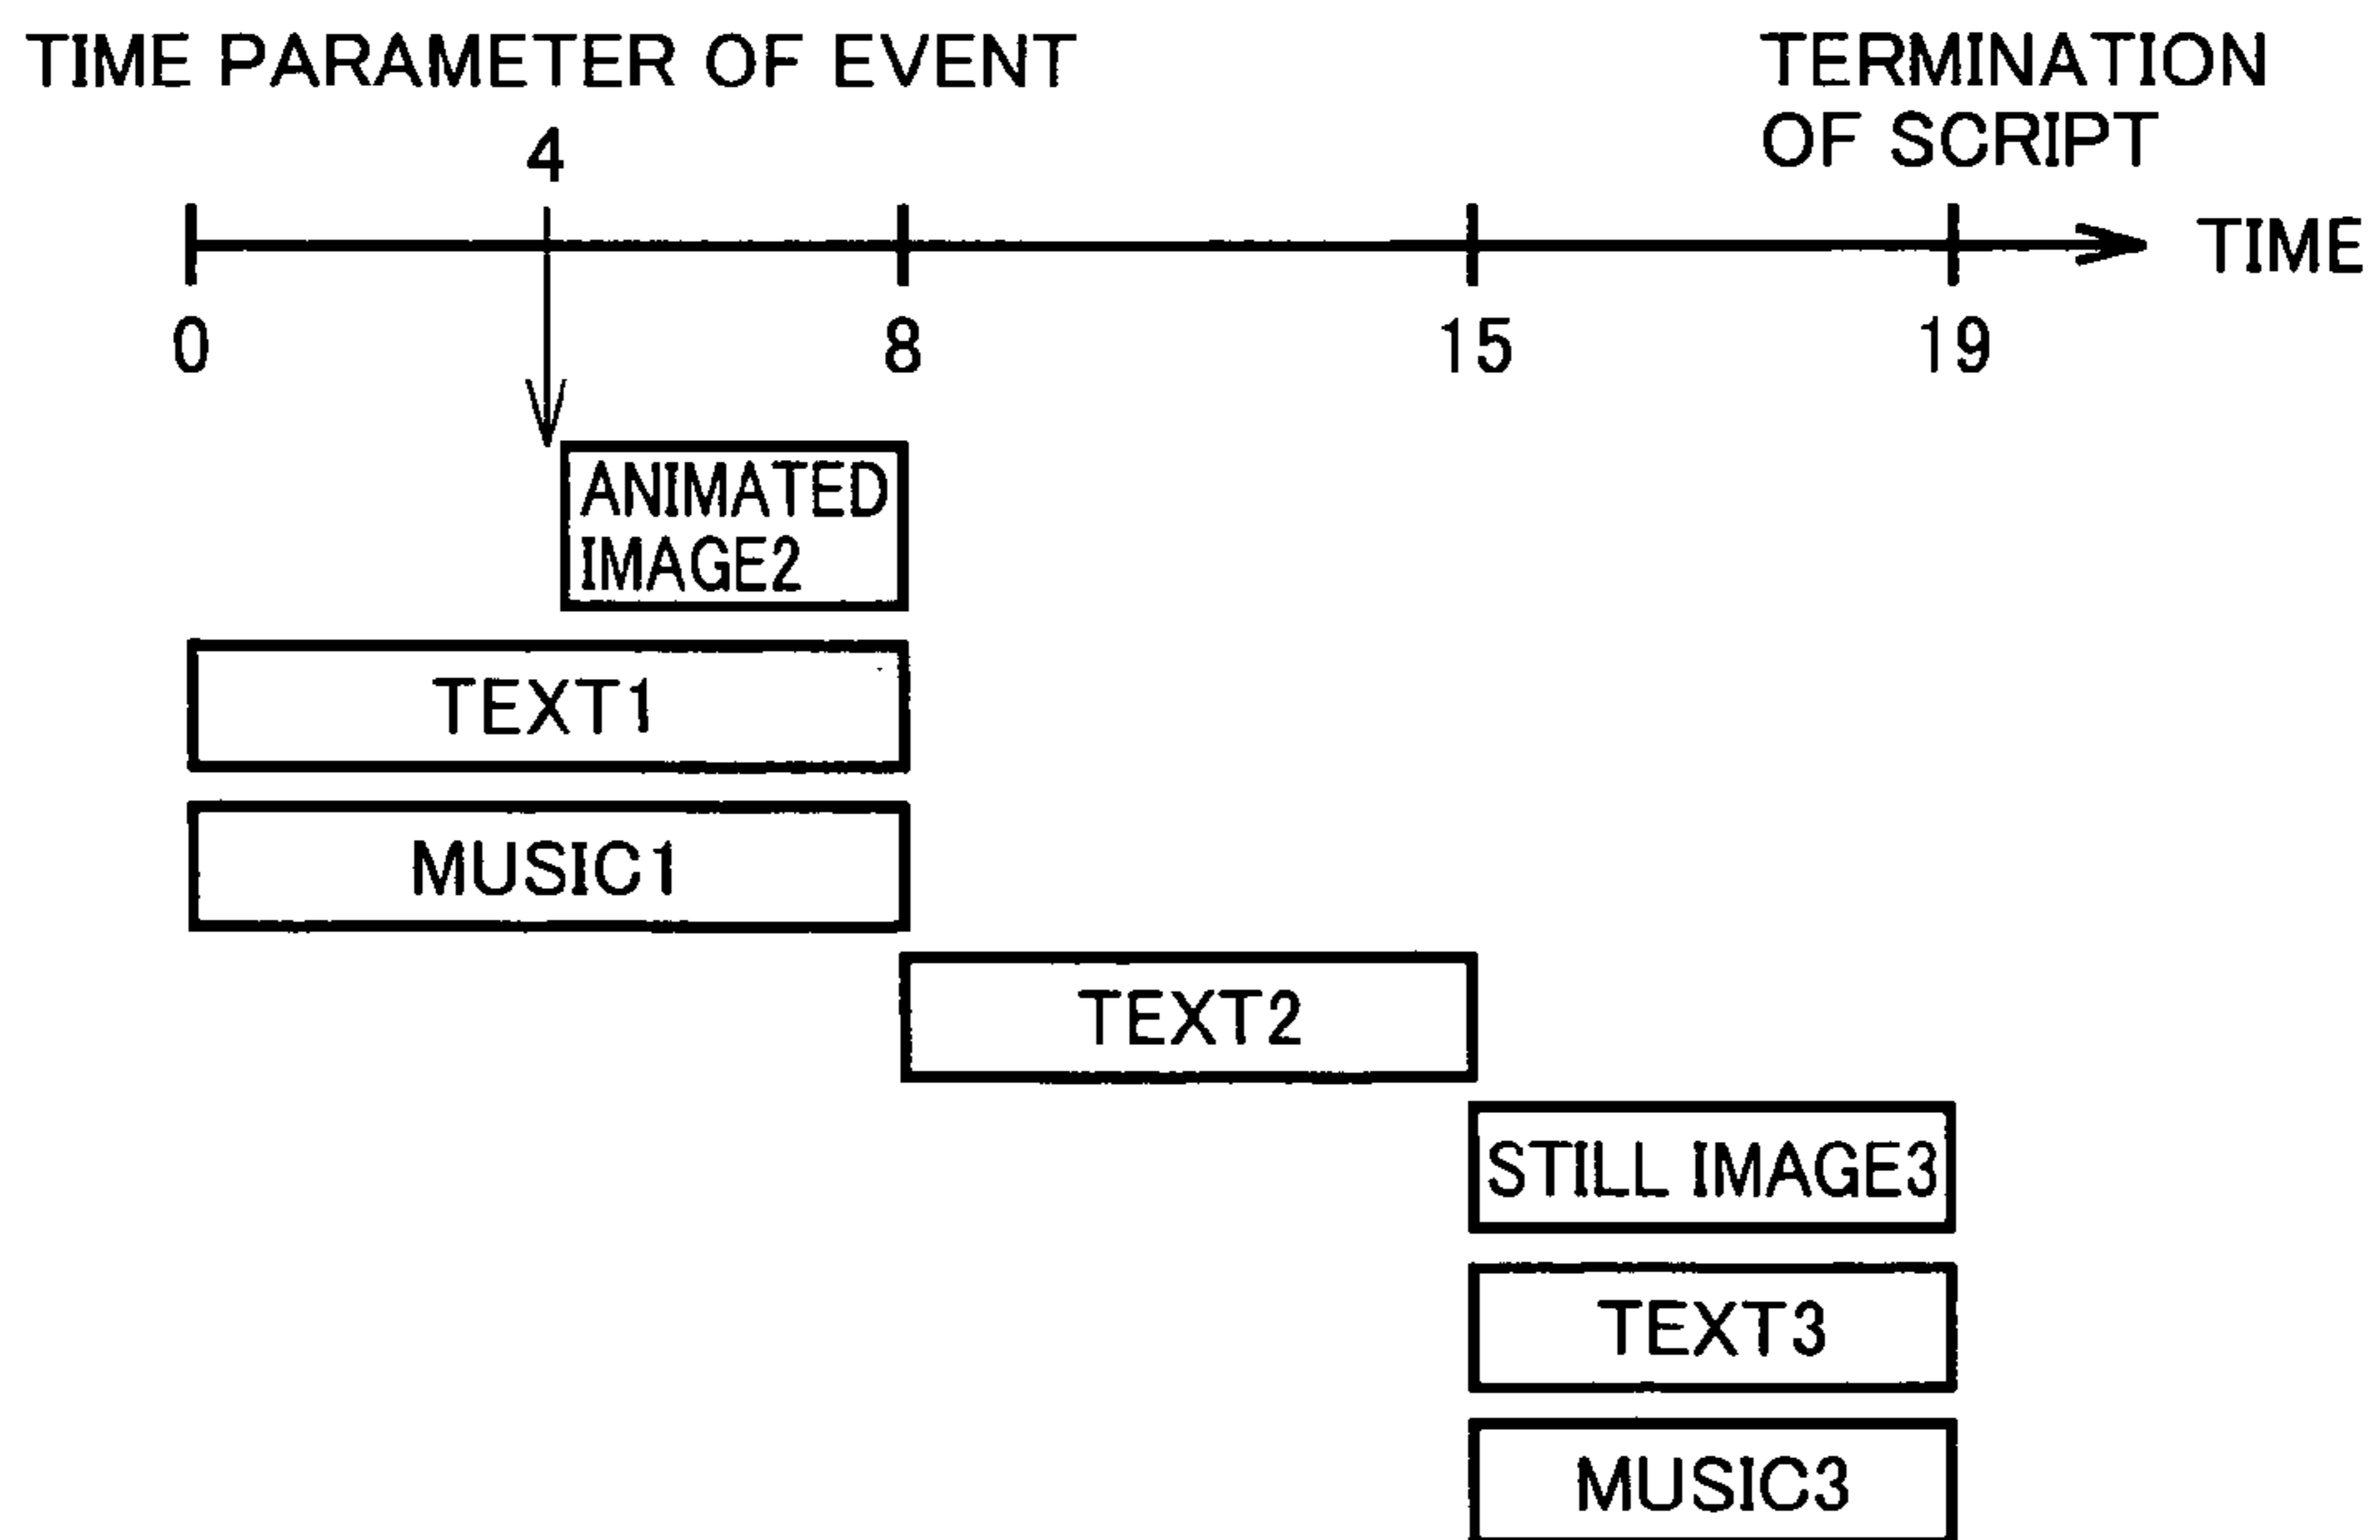 TIME PARAMETER OF EVENT
TERMINATION
OF SCRIPT
4
TIME
0
8
15
19
ANIMATED
IMAGE2
TEXT1
MUSIC1
TEXT2
STILL IMAGE3
TEXT3
MUSIC3